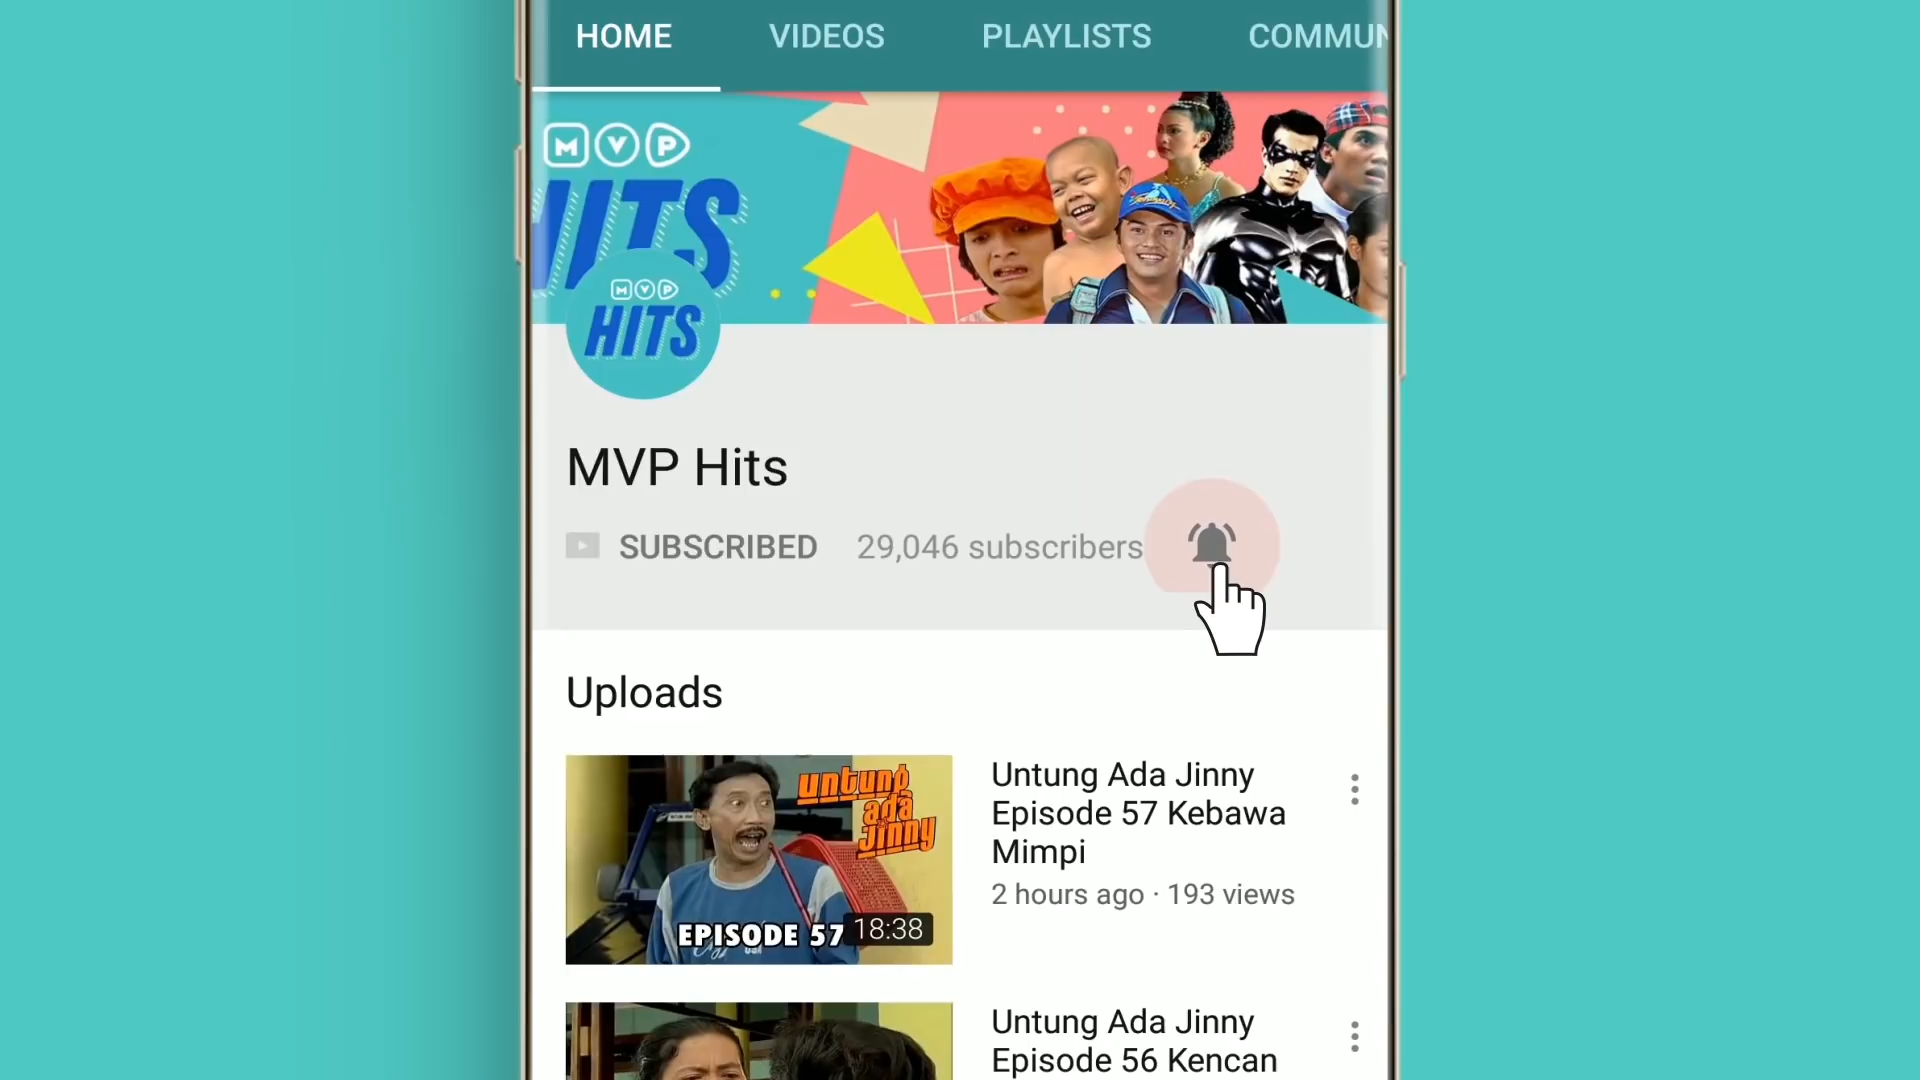 HOME VIDEOS PLAYLISTS COMMUN
MVP
HITS
MVP
HITS
MVP Hits
SUBSCRIBED 29,046 subscribers
Uploads
untung
ada
Jinny
EPISODE 57
18:38
Untung Ada Jinny
Episode 57 Kebawa
Mimpi
2 hours ago · 193 views
Untung Ada Jinny
Episode 56 Kencan